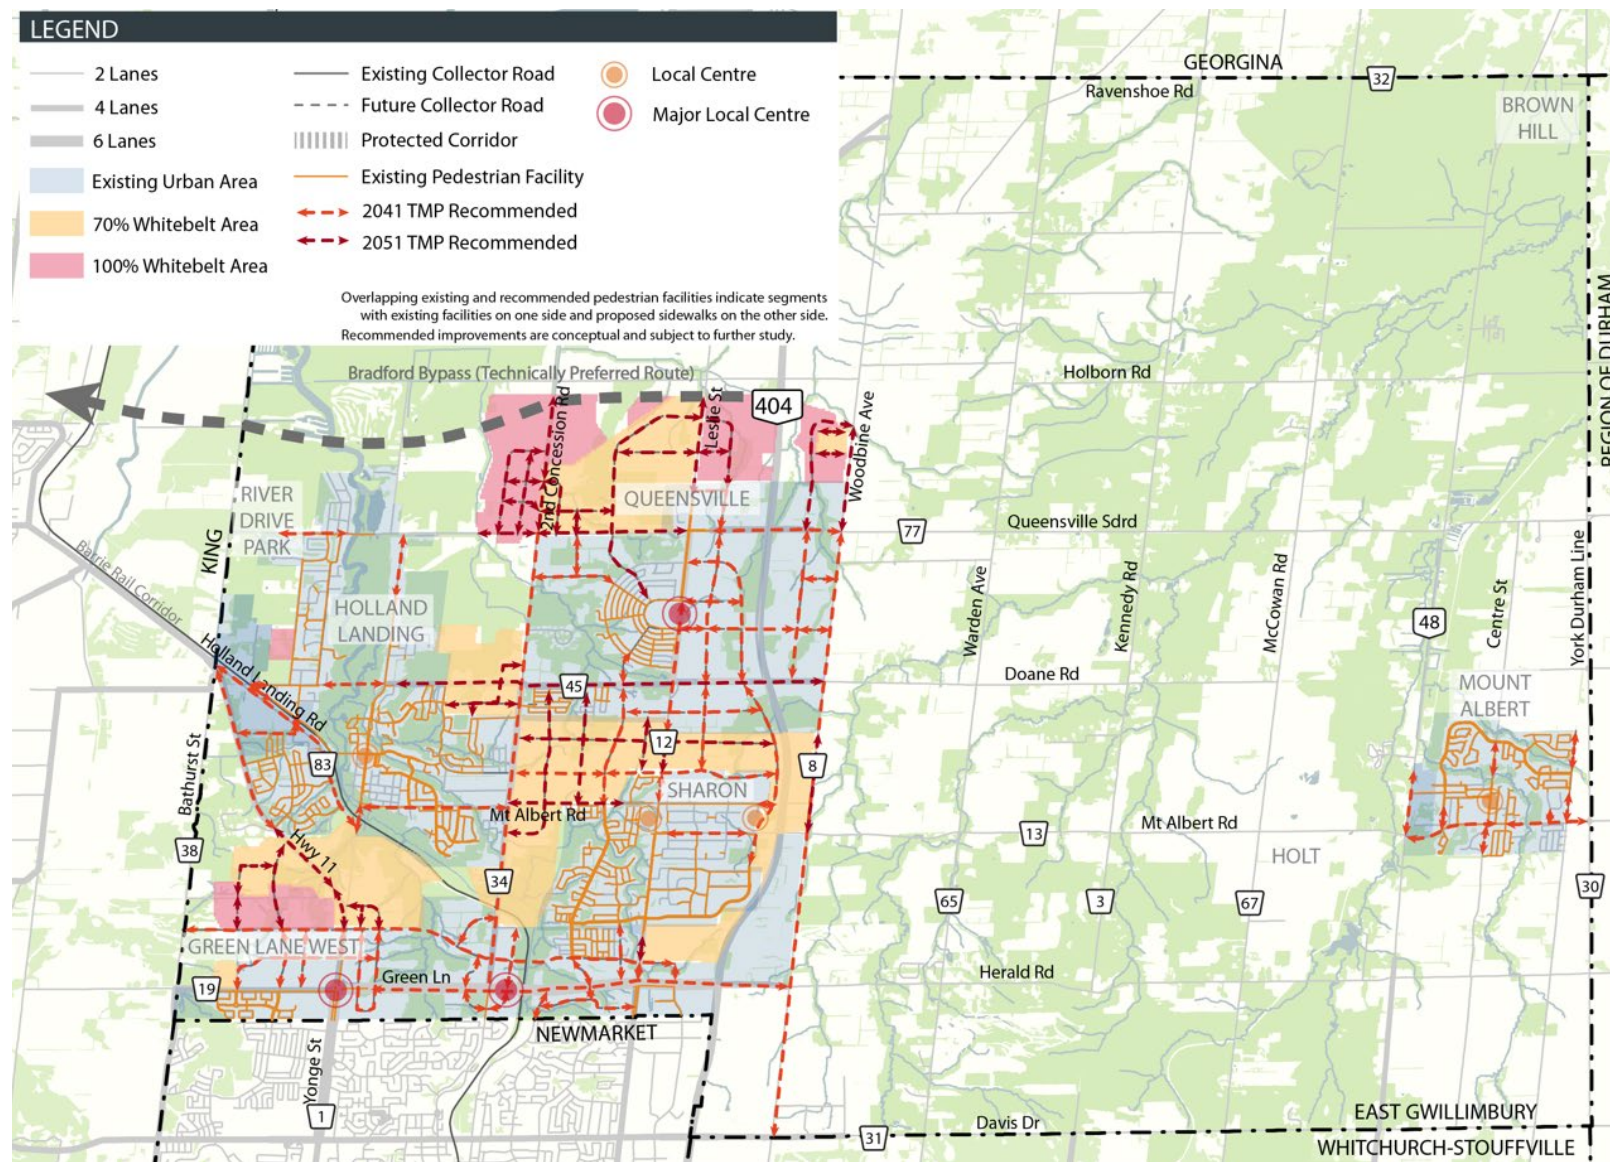 LEGEND
2 Lanes
4 Lanes
6 Lanes
Existing Urban Area
70% Whitebelt Area
100% Whitebelt Area
Existing Collector Road
Future Collector Road
Protected Corridor
Existing Pedestrian Facility
2041 TMP Recommended
2051 TMP Recommended
Local Centre
Major Local Centre
Overlapping existing and recommended pedestrian facilities indicate segments
with existing facilities on one side and proposed sidewalks on the other side.
Recommended improvements are conceptual and subject to further study.
GEORGINA
32
Ravenshoe Rd
BROWN
HILL
REGION OF DURHAM
Bradford Bypass (Technically Preferred Route)
Holborn Rd
404
2nd Concession Rd
Leslie St
Woodbine Ave
RIVER
DRIVE
PARK
QUEENSVILLE
77
Queensville Sdrd
KING
Barrie Rail Corridor
HOLLAND
LANDING
Warden Ave
Kennedy Rd
McCowan Rd
48
Centre St
York Durham Line
Holland Landing Rd
45
Doane Rd
MOUNT
ALBERT
Bathurst St
83
12
8
SHARON
Mt Albert Rd
13
Mt Albert Rd
38
Hwy 11
HOLT
34
65
3
67
30
GREEN LANE WEST
19
Green Ln
Herald Rd
NEWMARKET
Yonge St
1
31
Davis Dr
EAST GWILLIMBURY
WHITCHURCH-STOUFFVILLE